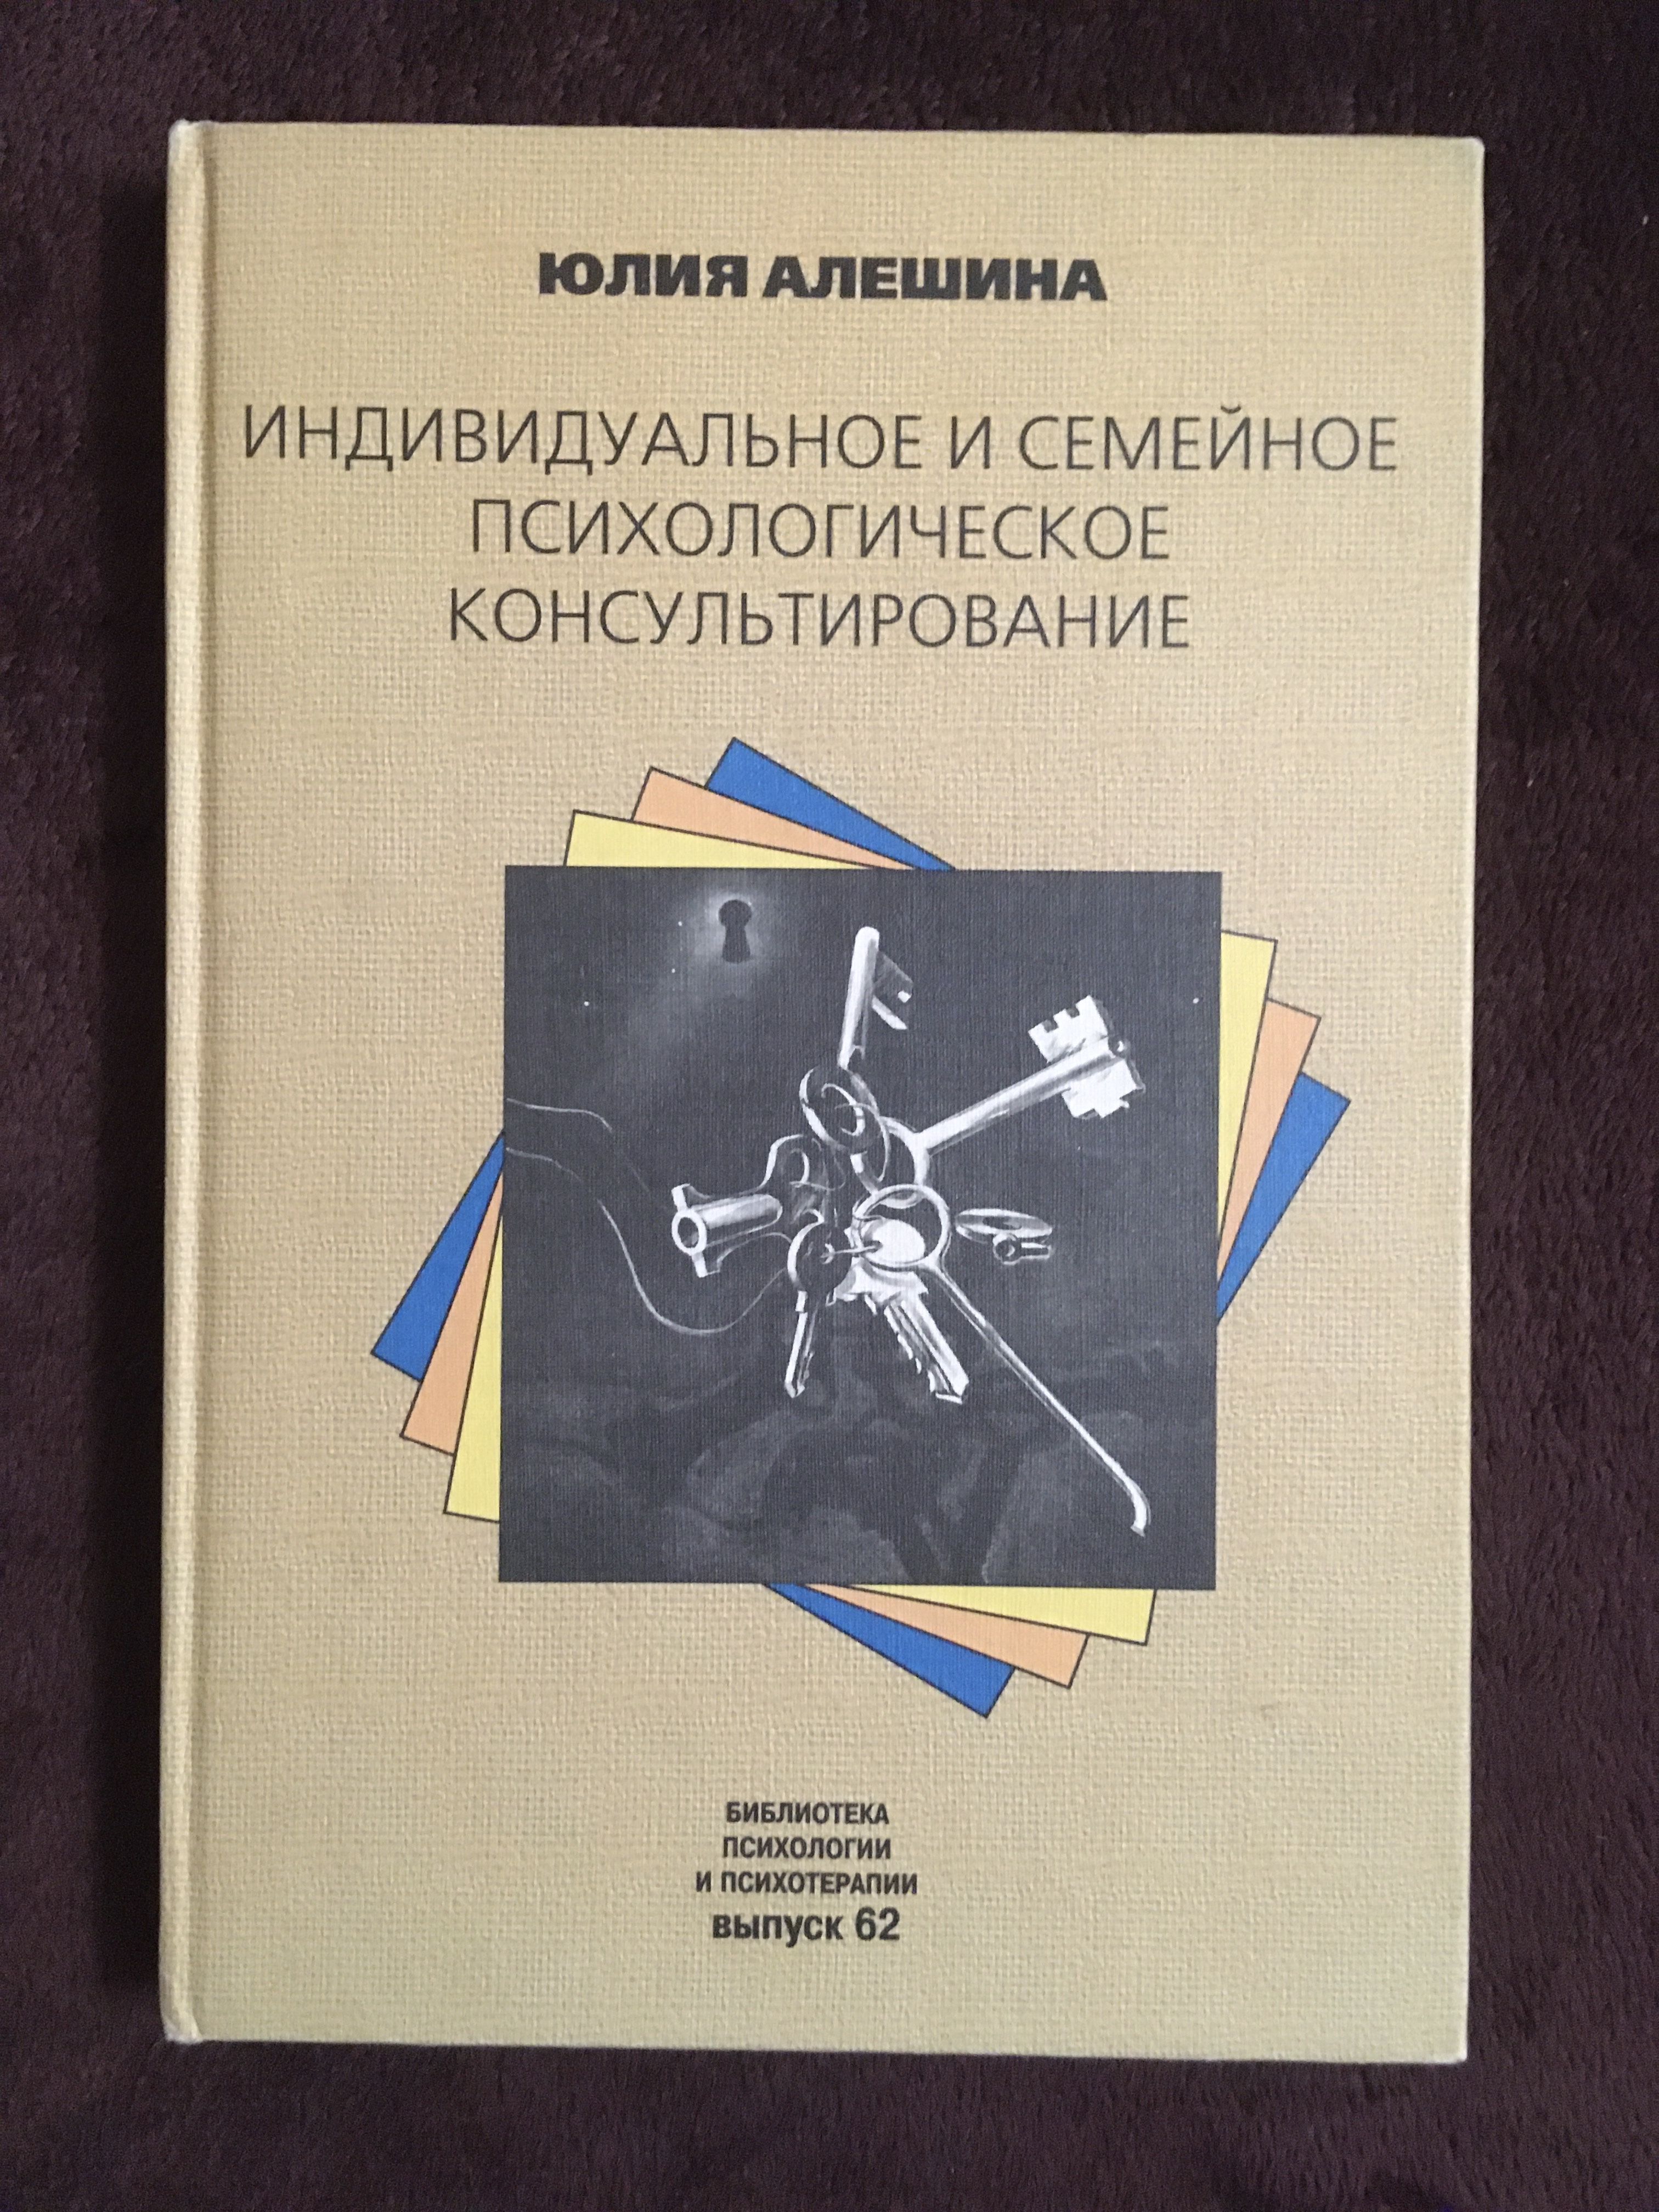 ЮЛИЯ АЛЕШИНА
ИНДИВИДУАЛЬНОЕ И СЕМЕЙНОЕ
ПСИХОЛОГИЧЕСКОЕ
КОНСУЛЬТИРОВАНИЕ
БИБЛИОТЕКА
ПСИХОЛОГИИ
И ПСИХОТЕРАПИИ
выпуск 62